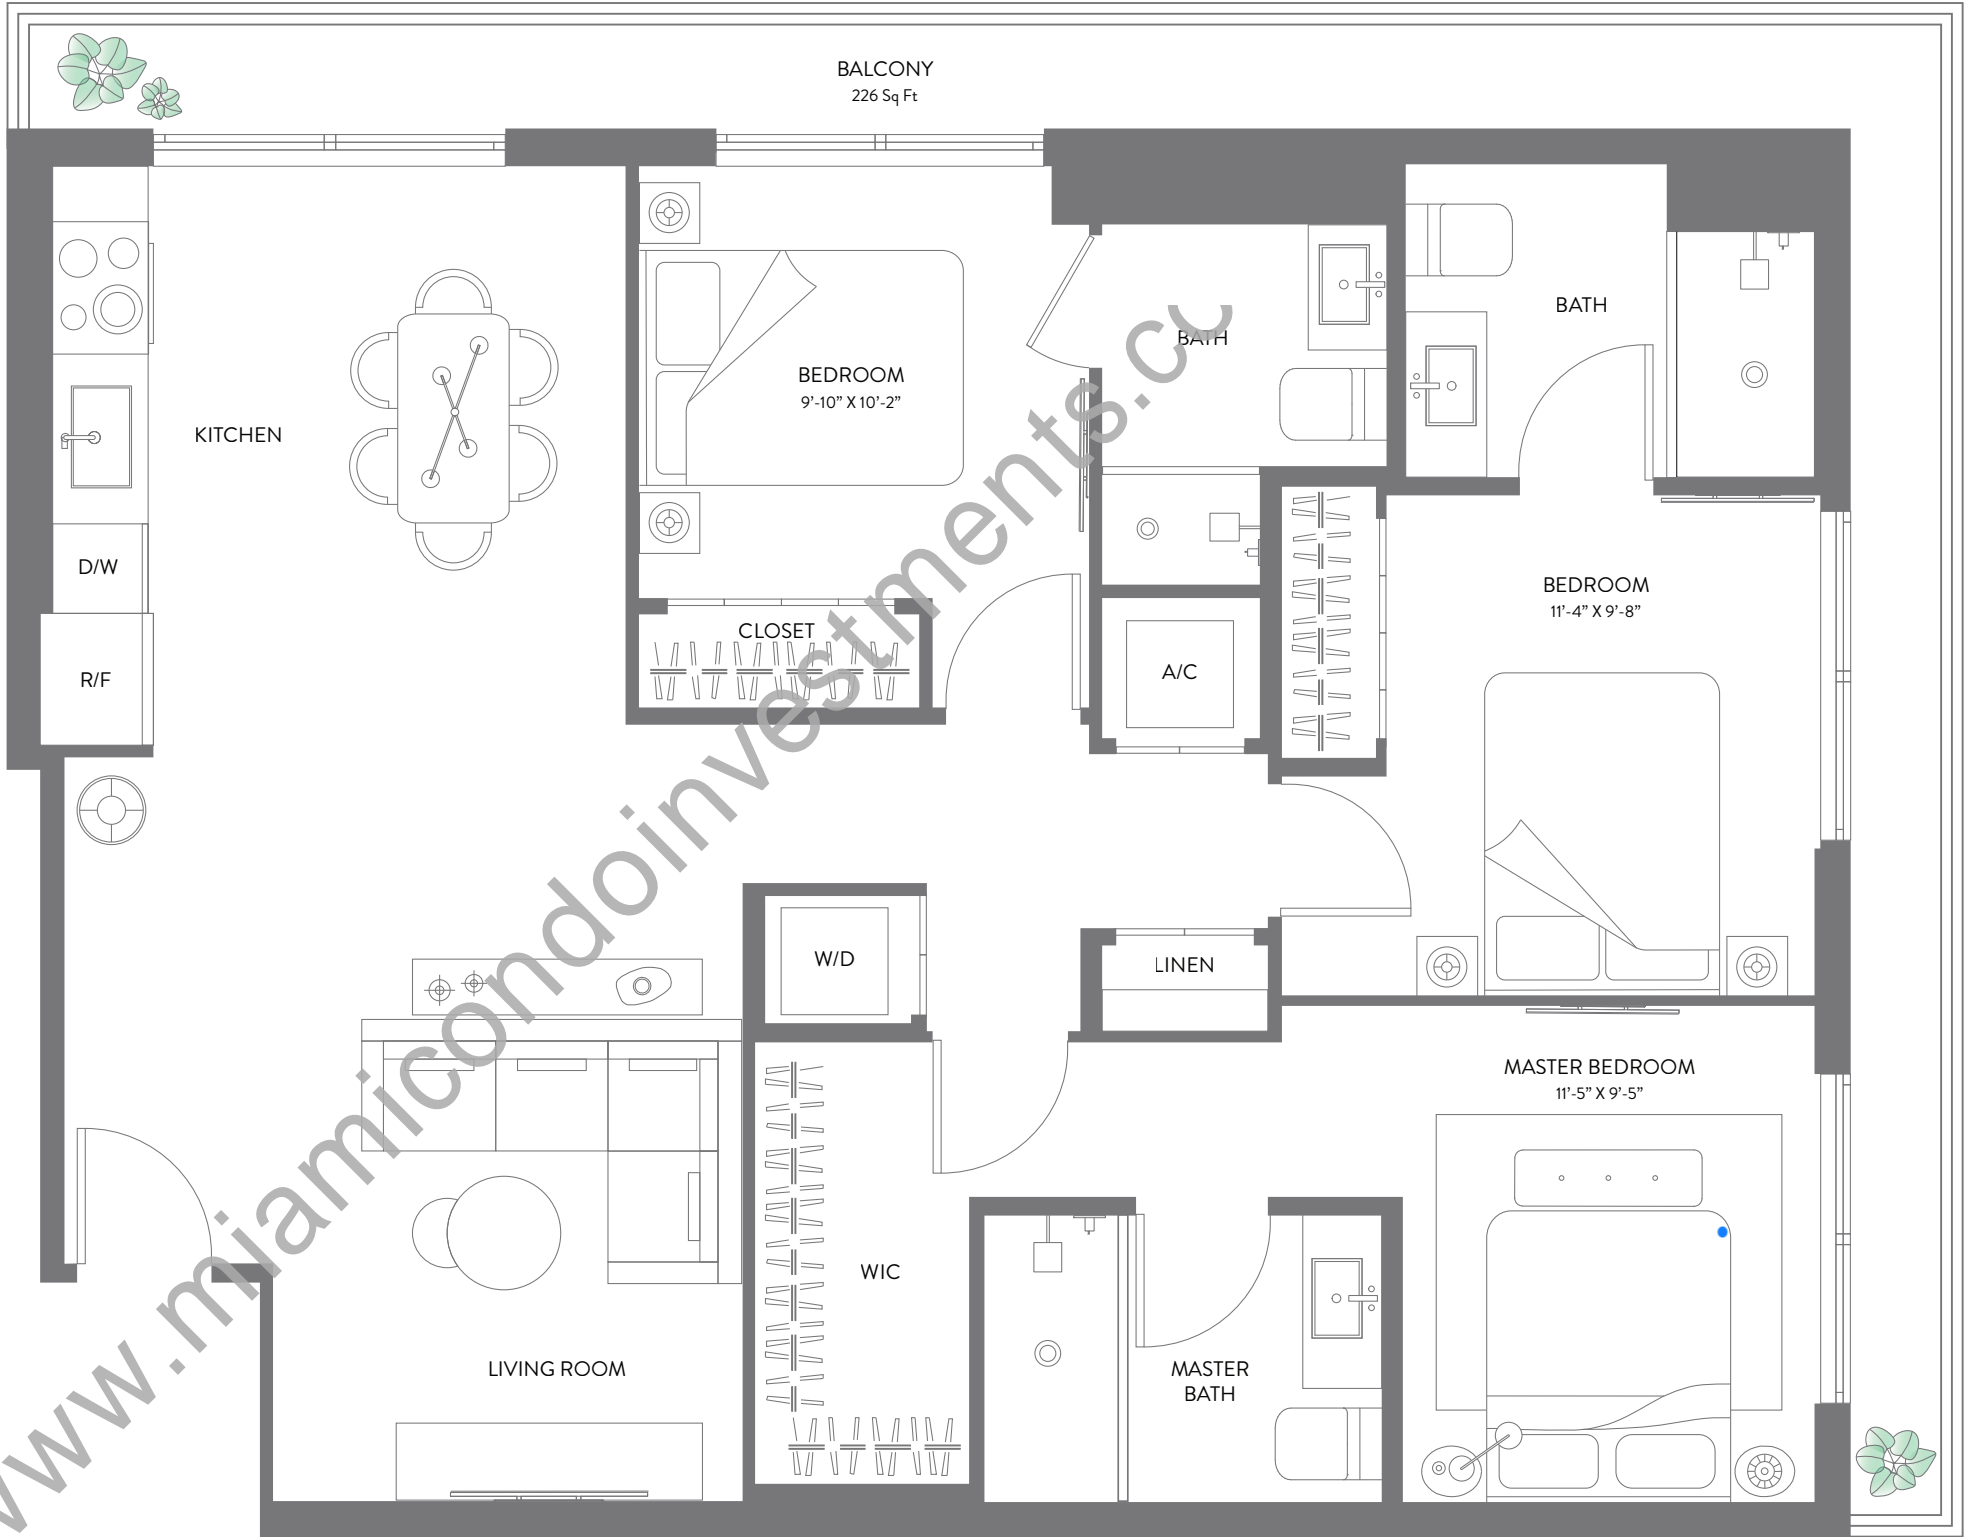 BALCONY
226 Sq Ft
BATH
BATH
BEDROOM
9’-10” X 10’-2”
KITCHEN
D/W
BEDROOM
11’-4” X 9’-8”
CLOSET
R/F
A/C
W/D
LINEN
MASTER BEDROOM
11’-5” X 9’-5”
WIC
LIVING ROOM
MASTER
BATH
www.miamicondoinvestments.co